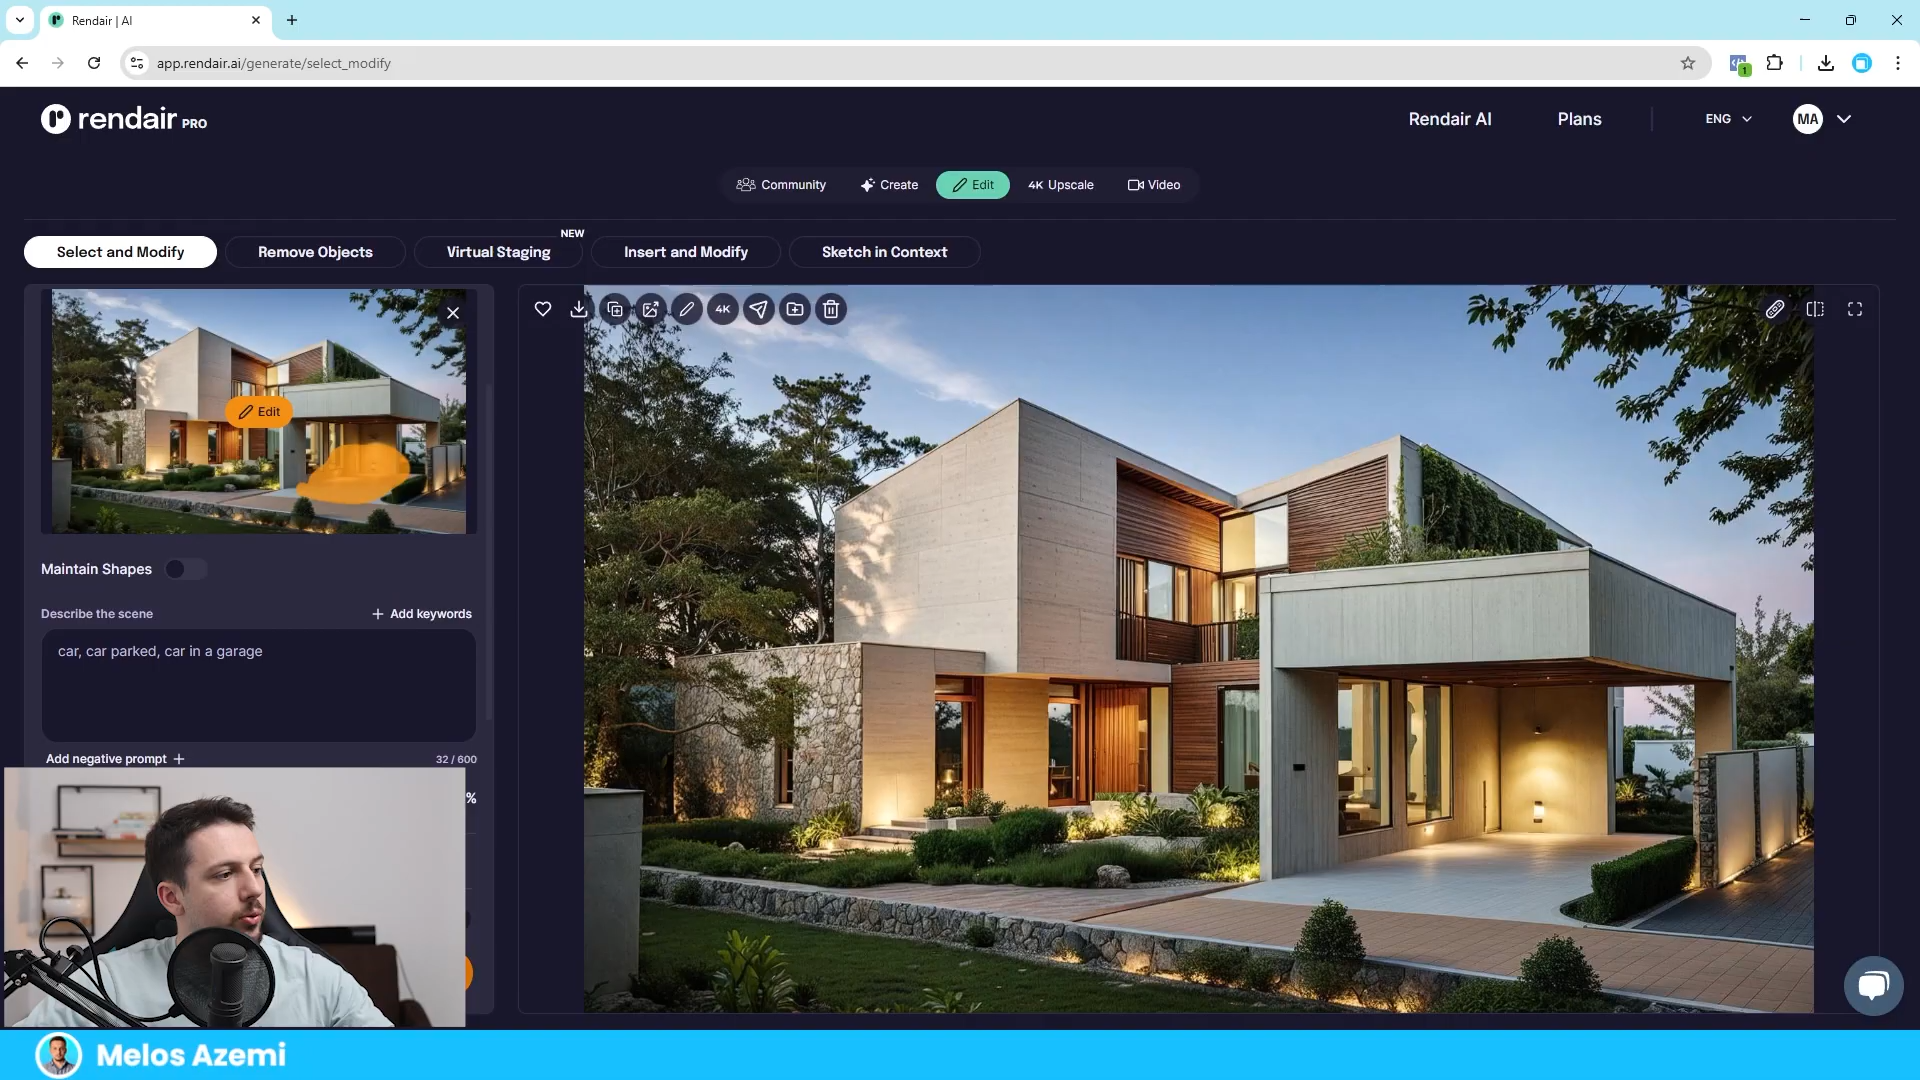 Rendair | AI
app.rendair.ai/generate/select_modify
1
rendair PRO
Rendair AI
Plans
ENG
MA
Community
Create
Edit
4K Upscale
Video
NEW
Select and Modify
Remove Objects
Virtual Staging
Insert and Modify
Sketch in Context
4K
Edit
Maintain Shapes
Describe the scene
Add keywords
car, car parked, car in a garage
Add negative prompt
32 / 600
%
Melos Azemi